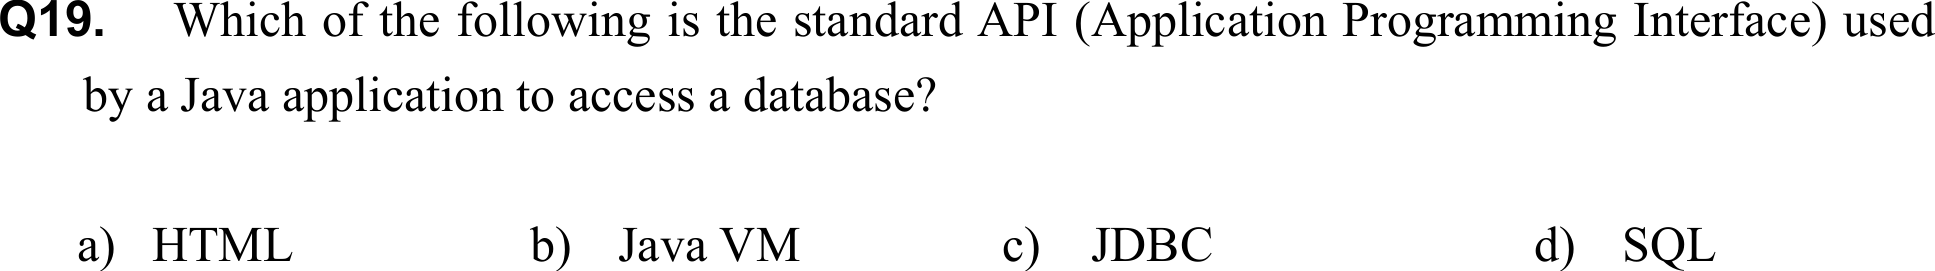 Q19. Which of the following is the standard API (Application Programming Interface) used
by a Java application to access a database?
a) HTML b) Java VM c) JDBC d) SQL